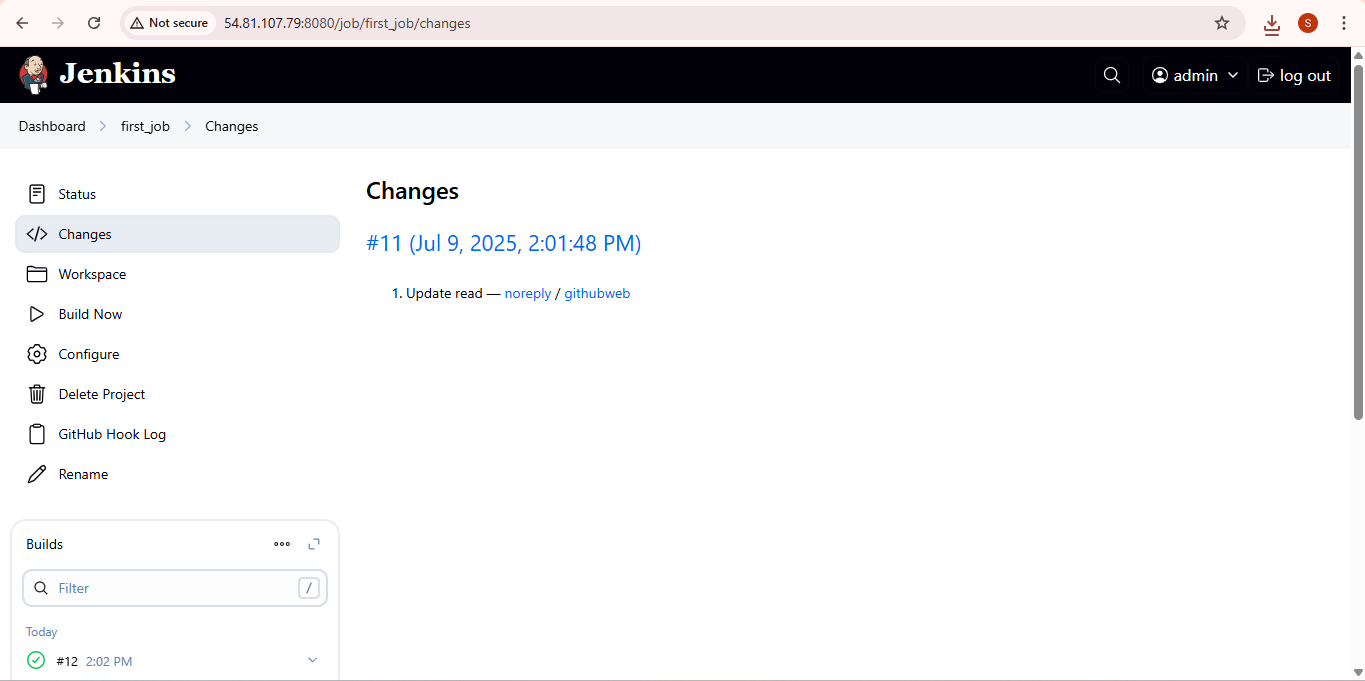 Not secure 54.81.107.79:8080/job/first_job/changes S
Jenkins admin log out
Dashboard first_job Changes
Status
Changes
Workspace
Build Now
Configure
Delete Project
GitHub Hook Log
Rename
Changes
#11 (Jul 9, 2025, 2:01:48 PM)
1. Update read — noreply / githubweb
Builds
Filter /
Today
#12 2:02 PM